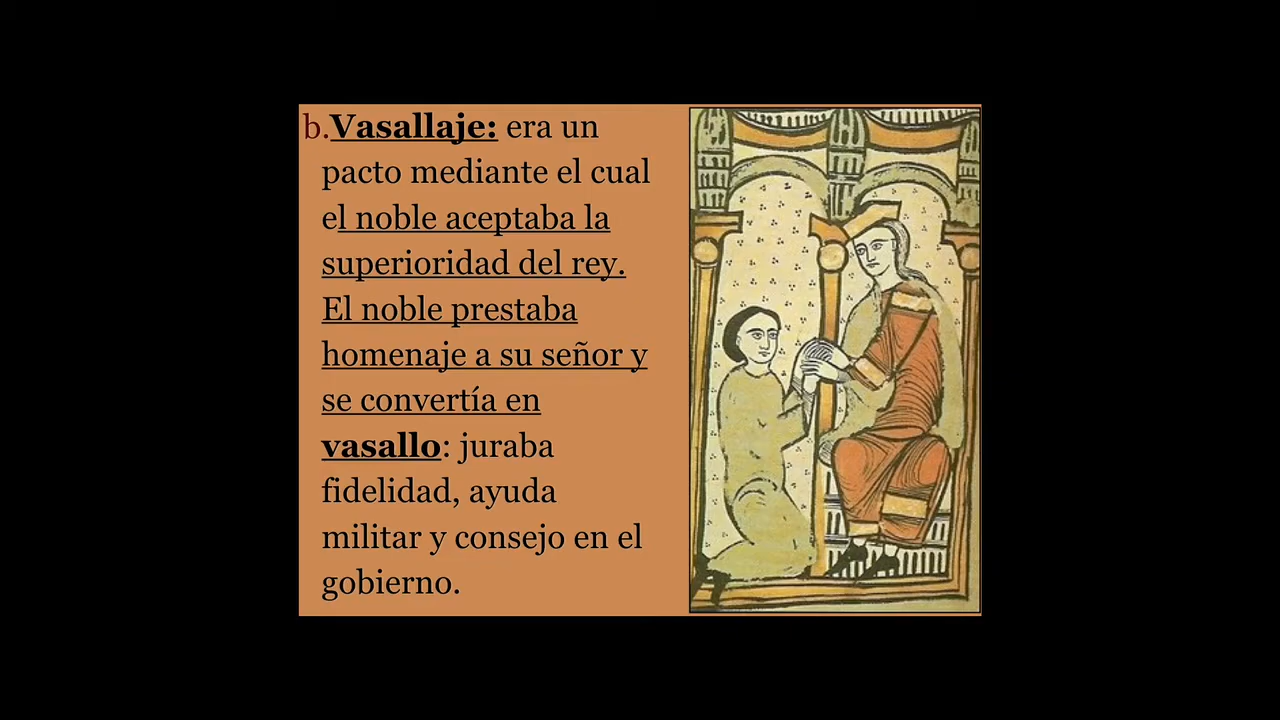 b.Vasallaje: era un
pacto mediante el cual
el noble aceptaba la
superioridad del rey.
El noble prestaba
homenaje a su señor y
se convertía en
vasallo: juraba
fidelidad, ayuda
militar y consejo en el
gobierno.